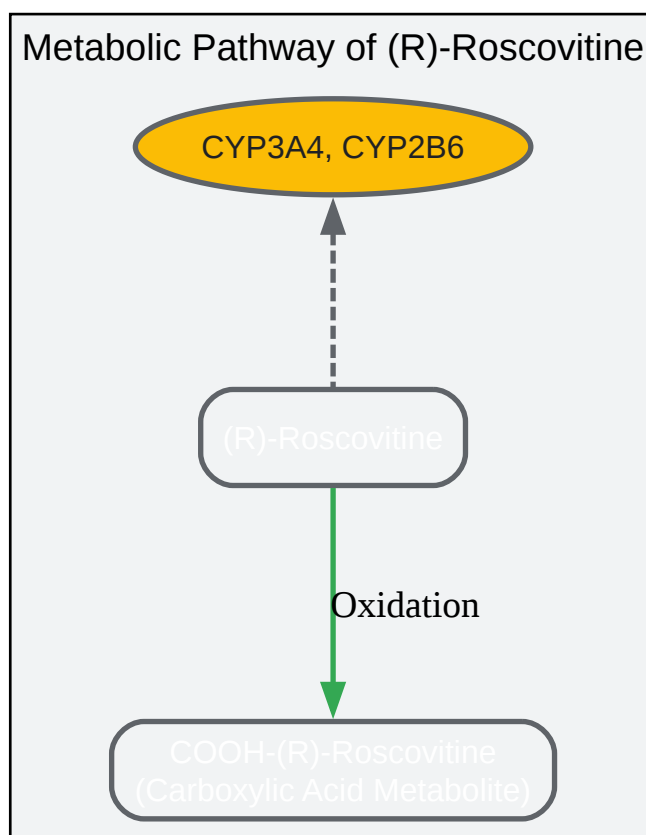 Metabolic Pathway of (R)-Roscovitine
CYP3A4, CYP2B6
(R)-Roscovitine
Oxidation
COOH-(R)-Roscovitine
(Carboxylic Acid Metabolite)